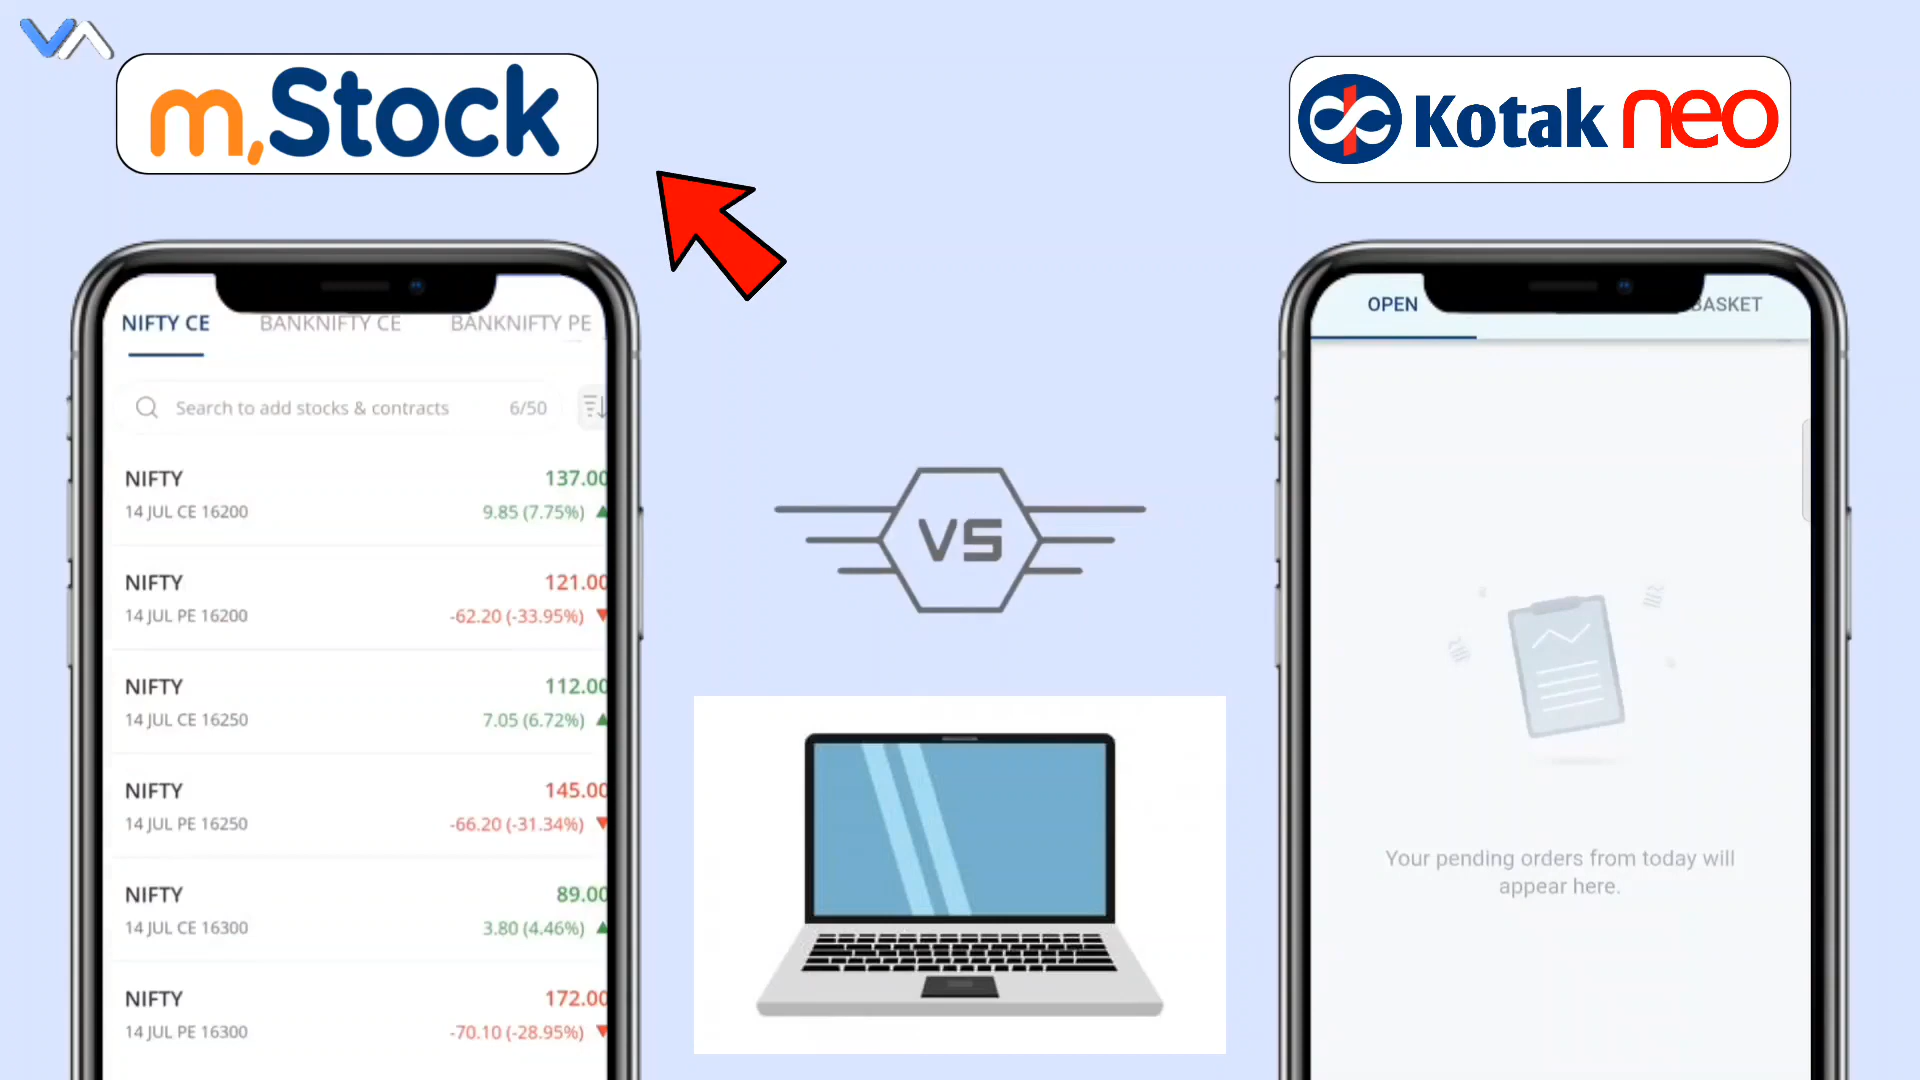 VA
m,Stock
Kotak neo
NIFTY CE BANKNIFTY CE BANKNIFTY PE
Search to add stocks & contracts 6/50
NIFTY 137.00
14 JUL CE 16200 9.85 (7.75%)
NIFTY 121.00
14 JUL PE 16200 -62.20 (-33.95%)
NIFTY 112.00
14 JUL CE 16250 7.05 (6.72%)
NIFTY 145.00
14 JUL PE 16250 -66.20 (-31.34%)
NIFTY 89.00
14 JUL CE 16300 3.80 (4.46%)
NIFTY 172.00
14 JUL PE 16300 -70.10 (-28.95%)
VS
OPEN BASKET
Your pending orders from today will
appear here.